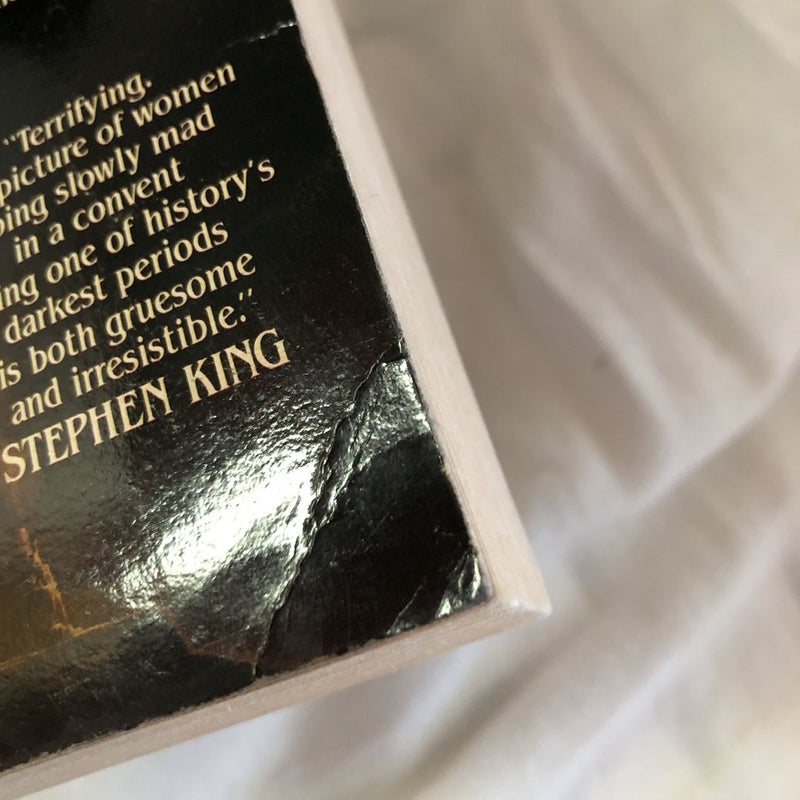 "Terrifying.
picture of women
slowly mad
in a convent
one of history's
darkest periods
is both gruesome
and irresistible."
STEPHEN KING